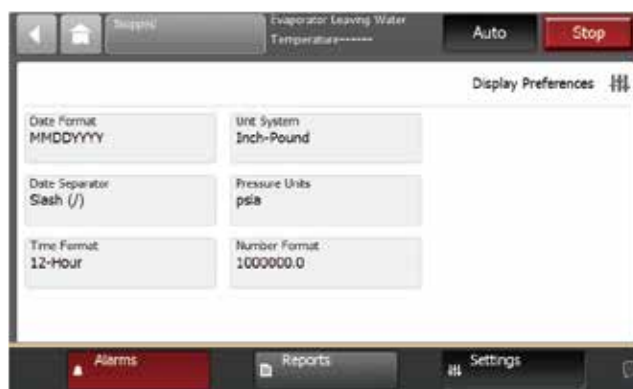 Stopped
Evaporator Leaving Water
Temperature------
Auto
Stop
Display Preferences
Date Format
MMDDYYYY
Unit System
Inch-Pound
Date Separator
Slash (/)
Pressure Units
psia
Time Format
12-Hour
Number Format
1000000.0
Alarms
Reports
Settings